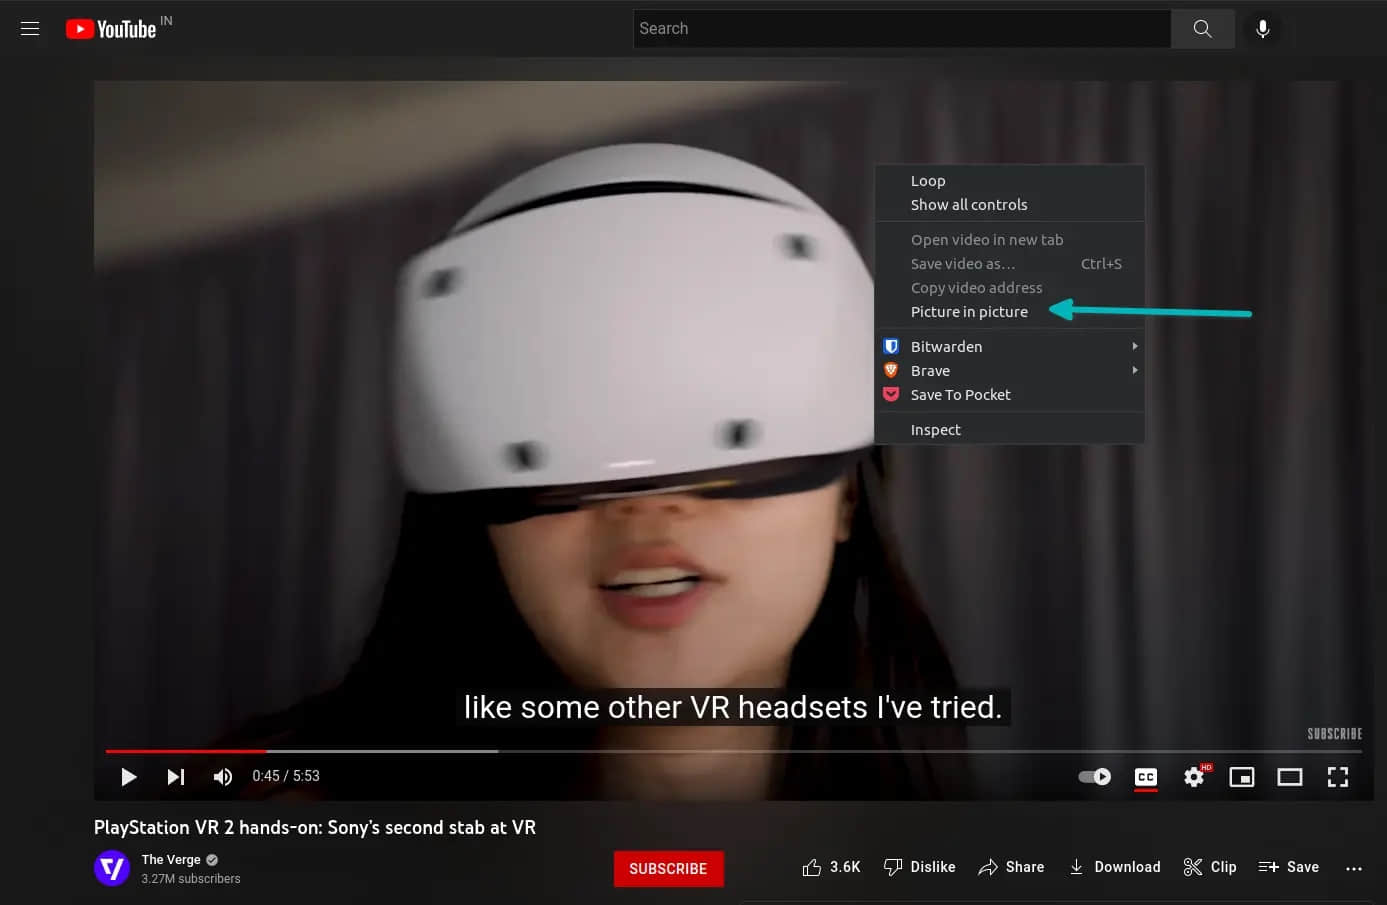 YouTube IN
Search
Loop
Show all controls
Open video in new tab
Save video as… Ctrl+S
Copy video address
Picture in picture
Bitwarden
Brave
Save To Pocket
Inspect
like some other VR headsets I've tried.
SUBSCRIBE
0:45 / 5:53
CC
HD
PlayStation VR 2 hands-on: Sony’s second stab at VR
The Verge
3.27M subscribers
SUBSCRIBE
3.6K Dislike Share Download Clip Save